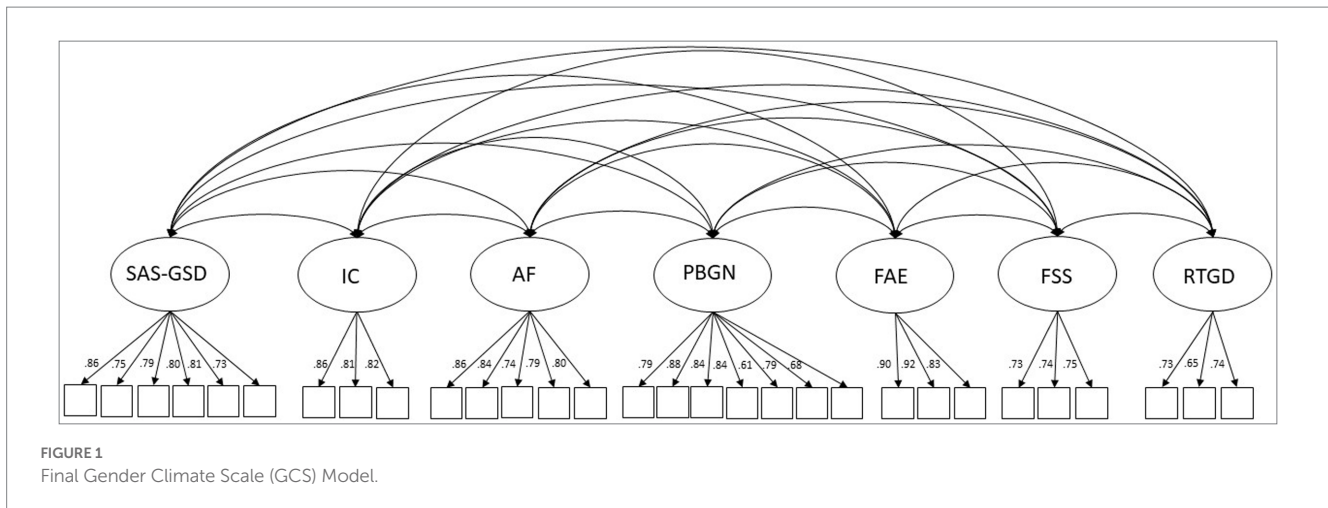 SAS-GSD IC AF PBGN FAE FSS RTGD
.86 .75 .79 .80 .81 .73 .86 .81 .82 .86 .84 .74 .79 .80 .79 .88 .84 .84 .61 .79 .68 .90 .92 .83 .73 .74 .75 .73 .65 .74
FIGURE 1
Final Gender Climate Scale (GCS) Model.